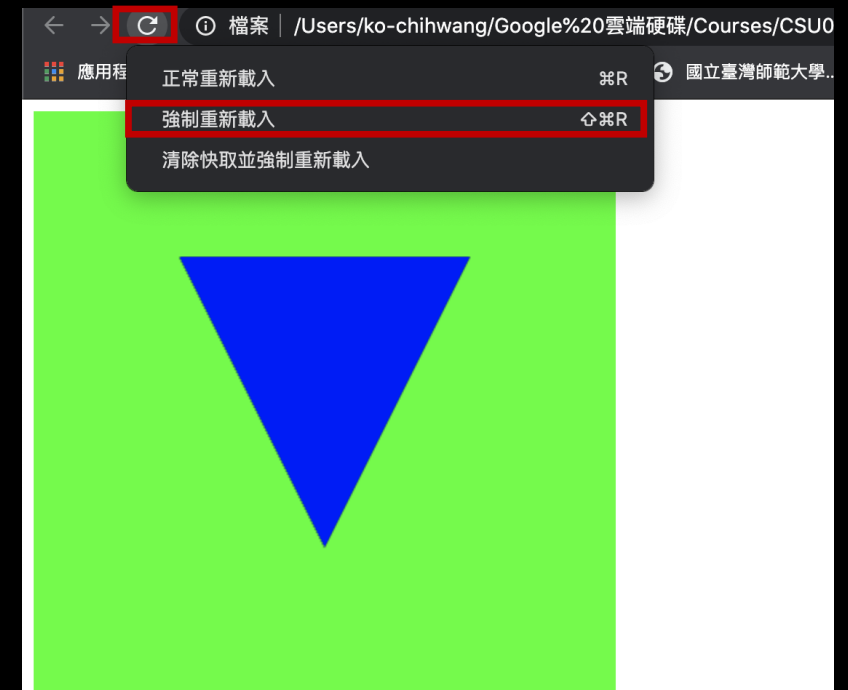 檔案 /Users/ko-chihwang/Google%20雲端硬碟/Courses/CSU0
應用程
國立臺灣師範大學...
正常重新載入 ⌘R
強制重新載入 ⇧⌘R
清除快取並強制重新載入